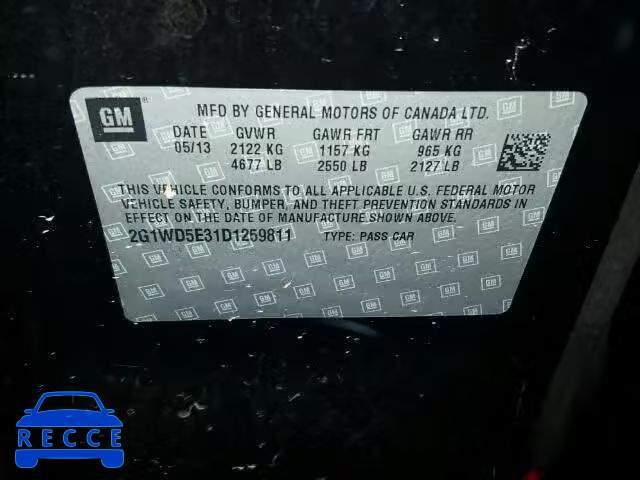 GM ®
MFD BY GENERAL MOTORS OF CANADA LTD.
DATE GVWR GAWR FRT GAWR RR
05/13 2122 KG 1157 KG 965 KG
4677 LB 2550 LB 2127 LB
THIS VEHICLE CONFORMS TO ALL APPLICABLE U.S. FEDERAL MOTOR
VEHICLE SAFETY, BUMPER, AND THEFT PREVENTION STANDARDS IN
EFFECT ON THE DATE OF MANUFACTURE SHOWN ABOVE.
2G1WD5E31D1259811 TYPE: PASS CAR
RECCE